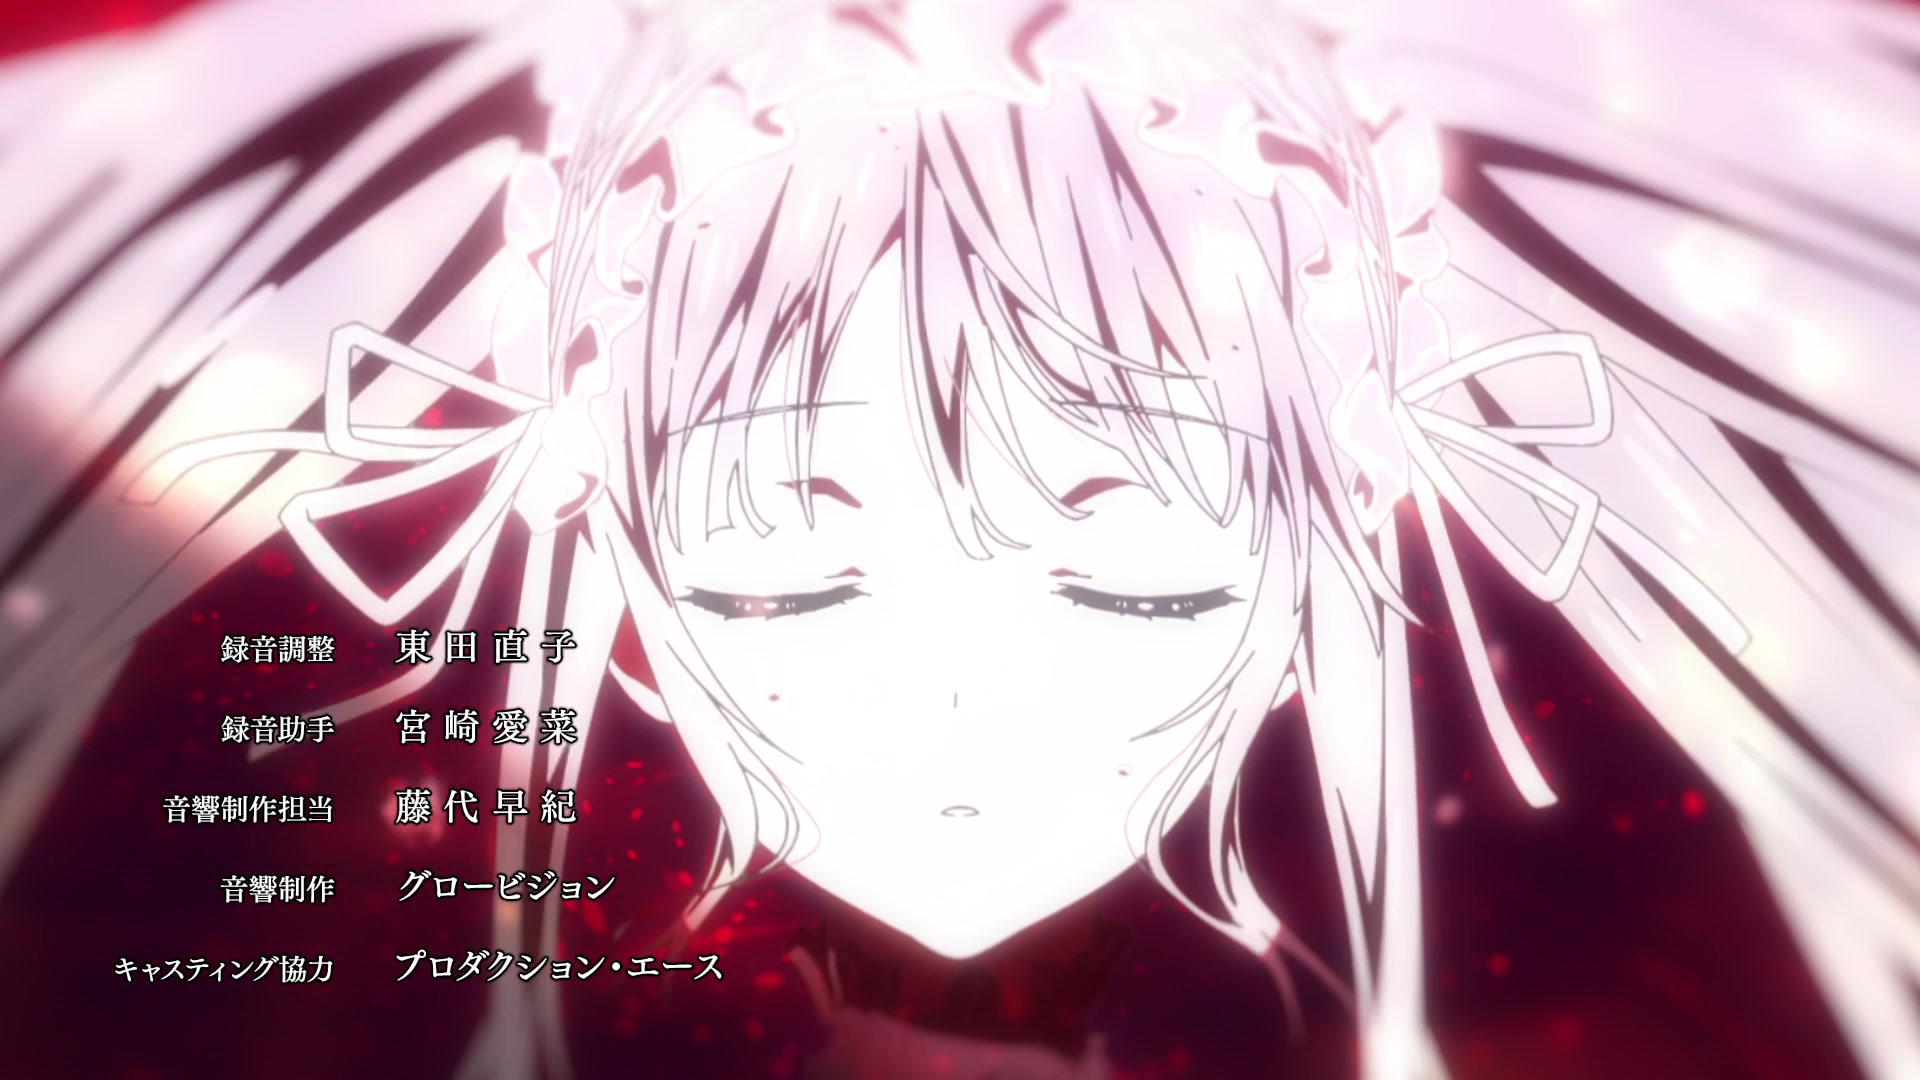 録音調整 東田直子
録音助手 宮崎愛菜
音響制作担当 藤代早紀
音響制作 グロービジョン
キャスティング協力 プロダクション・エース